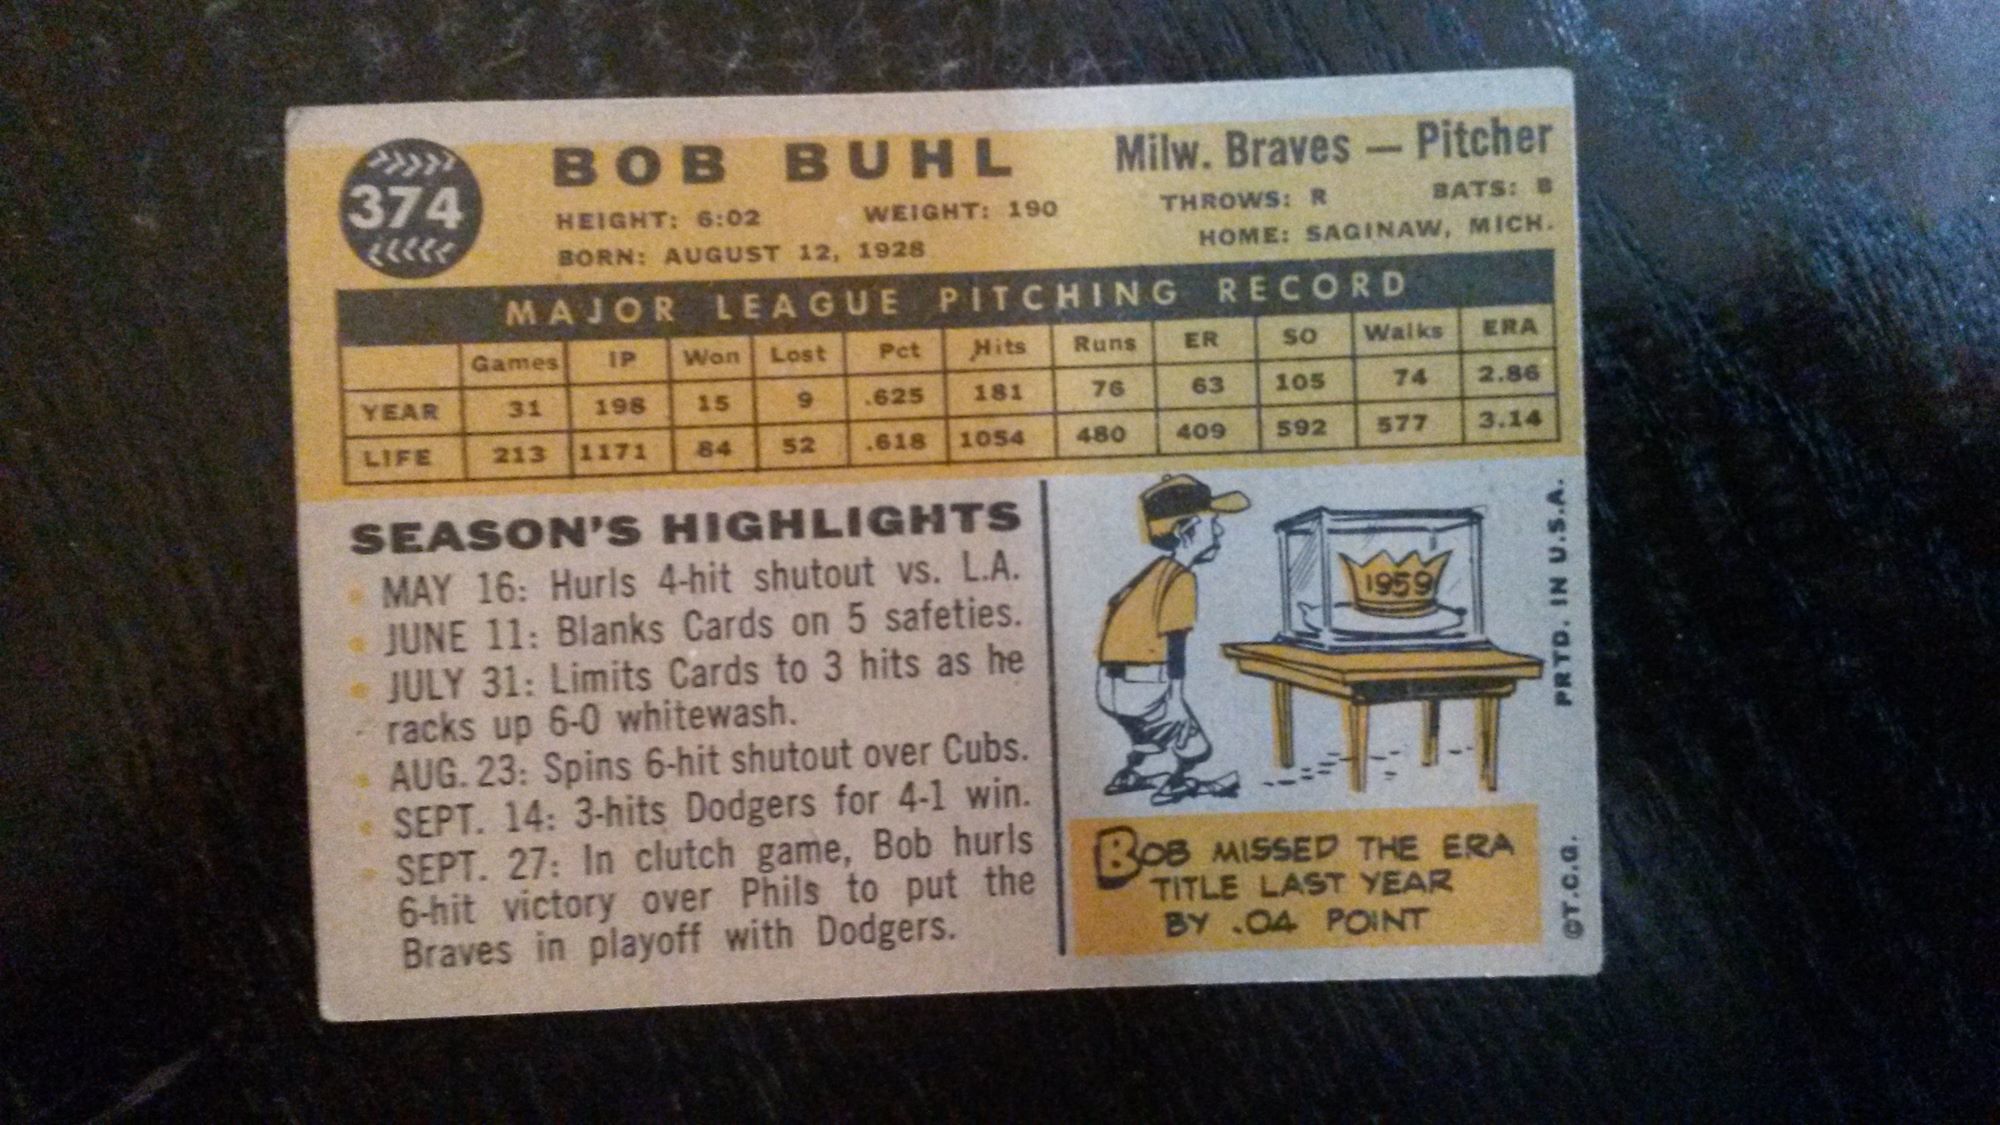 374
BOB BUHL
Milw. Braves — Pitcher
HEIGHT: 6:02 WEIGHT: 190
THROWS: R BATS: B
BORN: AUGUST 12, 1928
HOME: SAGINAW, MICH.
MAJOR LEAGUE PITCHING RECORD
Games IP Won Lost Pct Hits Runs ER SO Walks ERA
YEAR 31 198 15 9 .625 181 76 63 105 74 2.86
LIFE 213 1171 84 52 .618 1054 480 409 592 577 3.14
SEASON'S HIGHLIGHTS
MAY 16: Hurls 4-hit shutout vs. L.A.
JUNE 11: Blanks Cards on 5 safeties.
JULY 31: Limits Cards to 3 hits as he
racks up 6-0 whitewash.
AUG. 23: Spins 6-hit shutout over Cubs.
SEPT. 14: 3-hits Dodgers for 4-1 win.
SEPT. 27: In clutch game, Bob hurls
6-hit victory over Phils to put the
Braves in playoff with Dodgers.
1959
BOB MISSED THE ERA
TITLE LAST YEAR
BY .04 POINT
©T.C.G. PRTD. IN U.S.A.